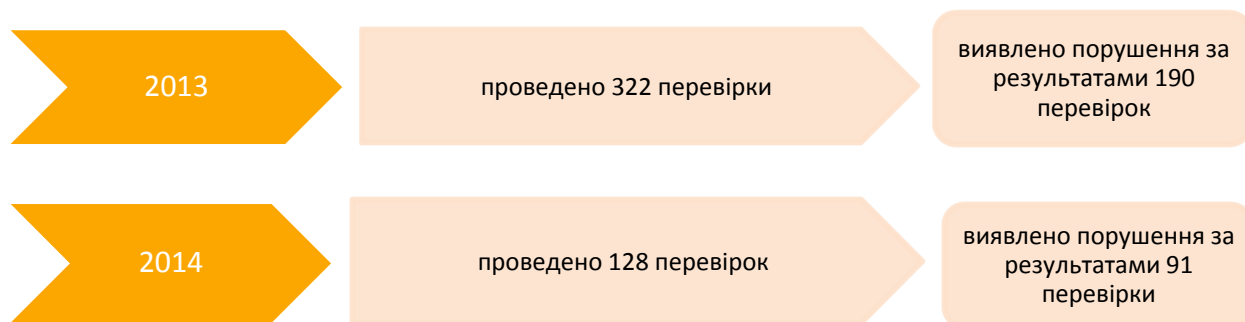 2013
проведено 322 перевірки
виявлено порушення за
результатами 190
перевірок
2014
проведено 128 перевірок
виявлено порушення за
результатами 91
перевірки